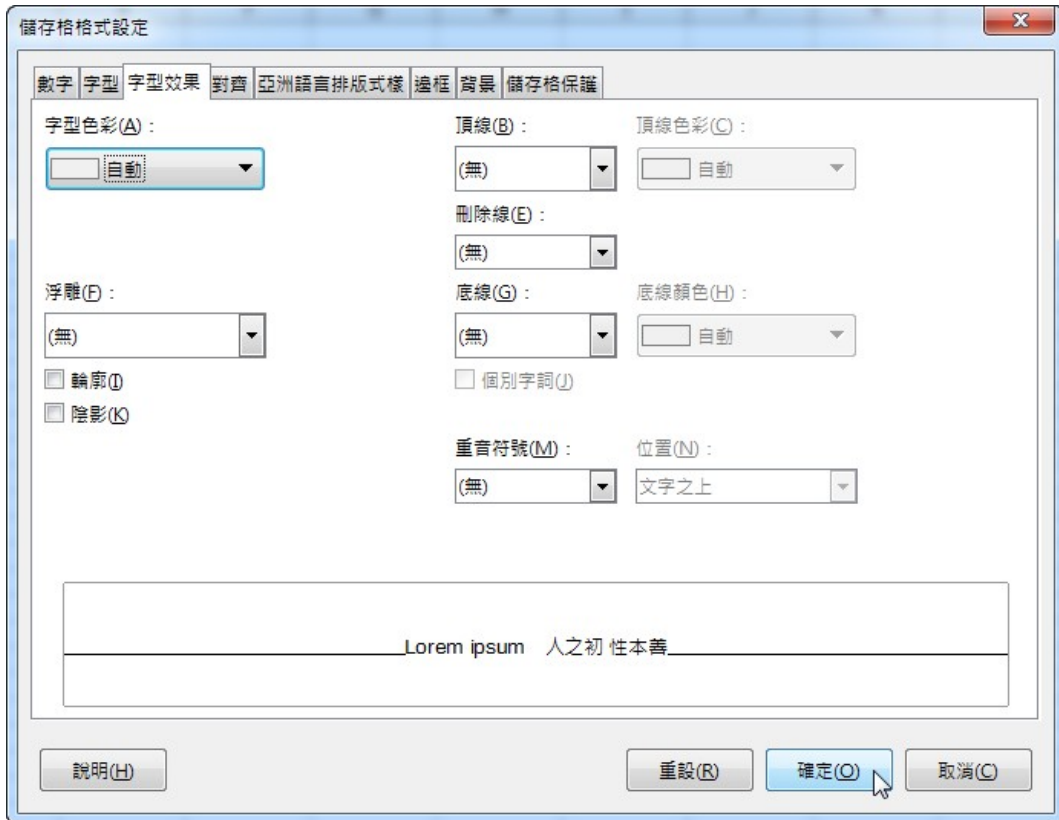 儲存格格式設定
數字 字型 字型效果 對齊 亞洲語言排版式樣 邊框 背景 儲存格保護
字型色彩(A)： 頂線(B)： 頂線色彩(C)：
自動 (無) 自動
刪除線(E)：
(無)
浮雕(F)： 底線(G)： 底線顏色(H)：
(無) (無) 自動
輪廓(I) 個別字詞(J)
陰影(K)
重音符號(M)： 位置(N)：
(無) 文字之上
Lorem ipsum 人之初 性本善
說明(H) 重設(R) 確定(O) 取消(C)